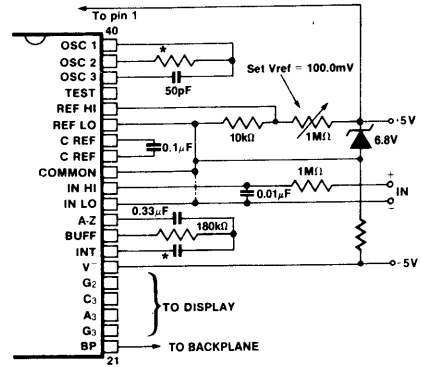 To pin 1
40
OSC 1
OSC 2
*
OSC 3
50pF
Set Vref = 100.0mV
TEST
REF HI
REF LO
10kΩ
1MΩ
+5V
6.8V
C REF
0.1µF
C REF
COMMON
1MΩ
+
IN HI
0.01µF
IN
IN LO
-
0.33µF
A-Z
BUFF
180kΩ
INT
*
V-
-5V
G2
C3
TO DISPLAY
A3
G3
BP
TO BACKPLANE
21